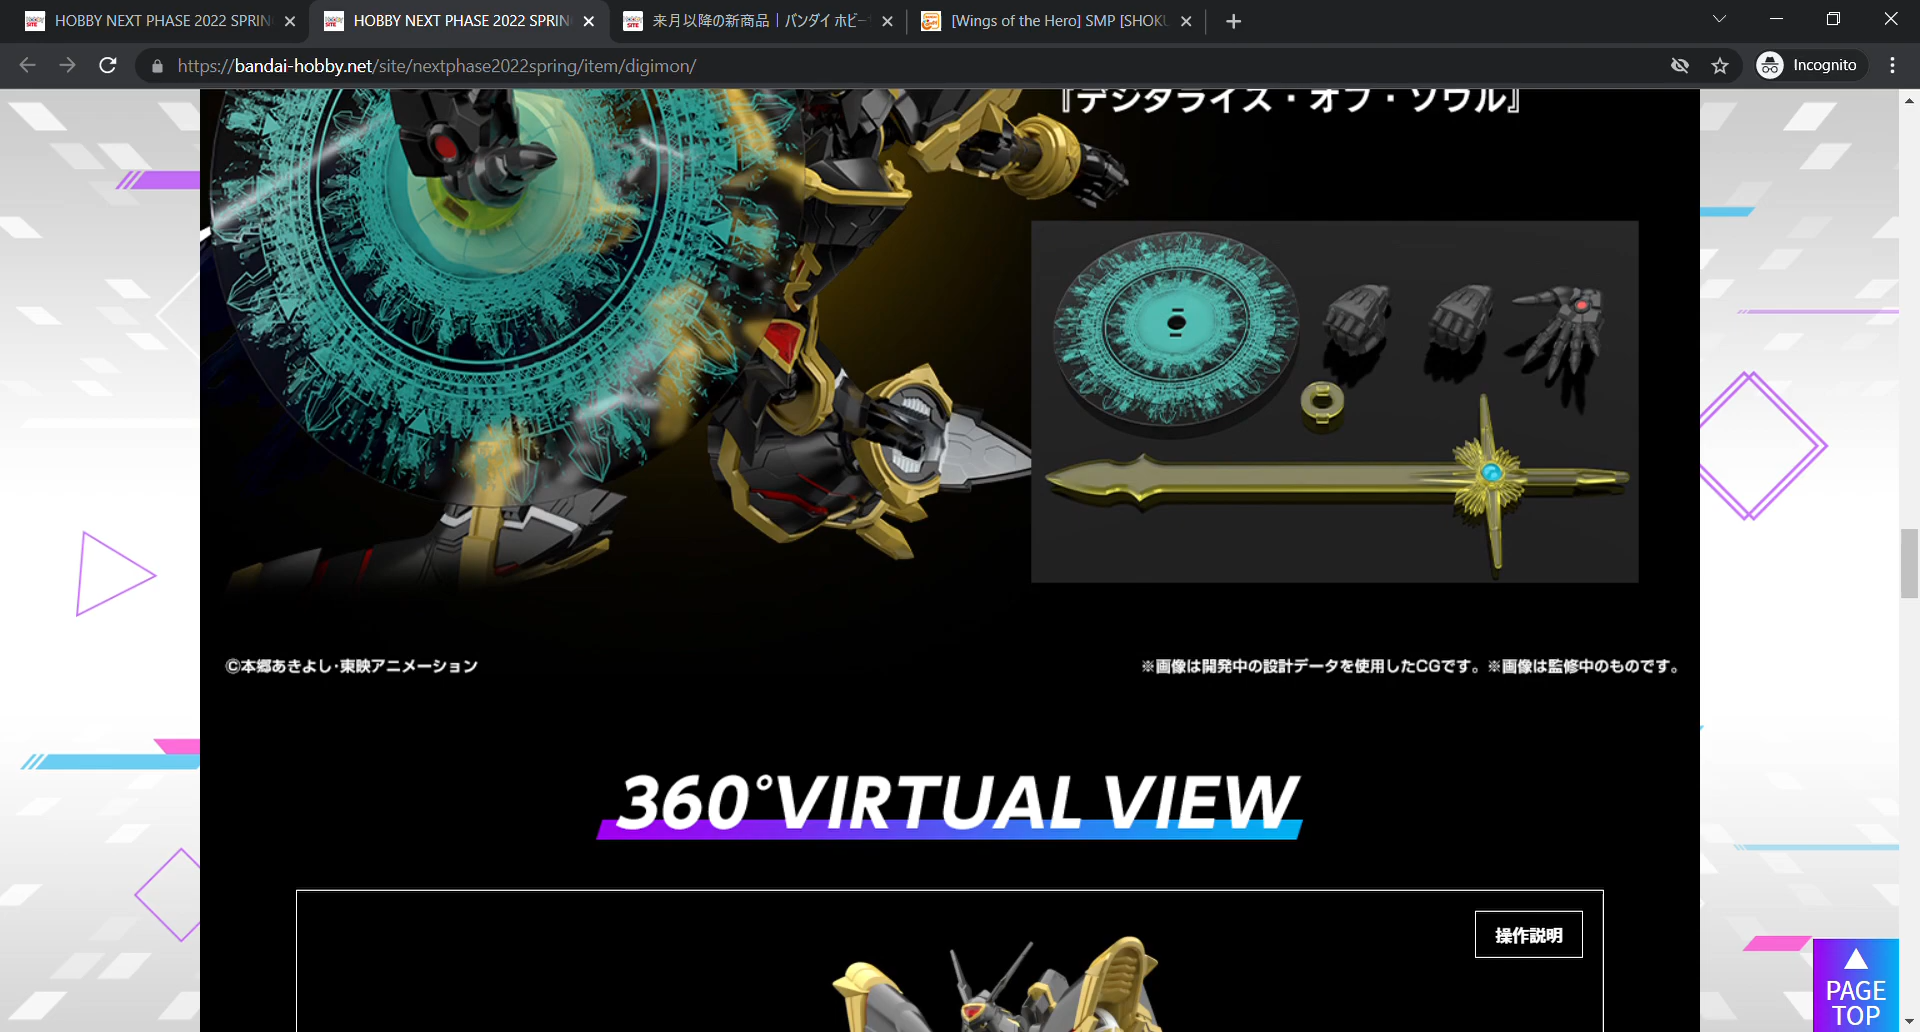 HOBBY NEXT PHASE 2022 SPRIN
HOBBY NEXT PHASE 2022 SPRIN
来月以降の新商品 | バンダイ ホビー
[Wings of the Hero] SMP [SHOKU
https://bandai-hobby.net/site/nextphase2022spring/item/digimon/
Incognito
『デジタライズ・オブ・ソウル』
©本郷あきよし・東映アニメーション
※画像は開発中の設計データを使用したCGです。※画像は監修中のものです。
360°VIRTUAL VIEW
操作説明
PAGE
TOP